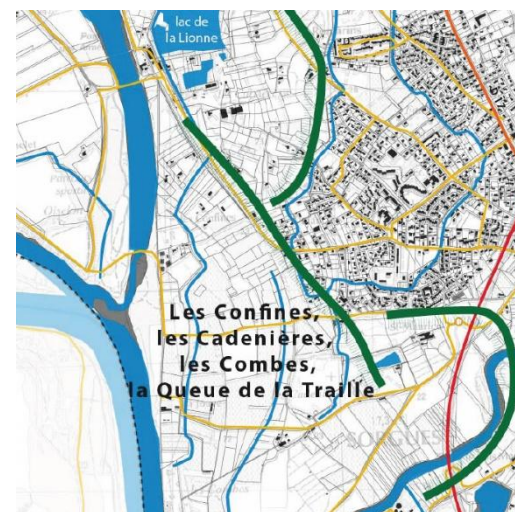 lac de
la Lionne
Les Confines,
les Cadenières,
les Combes,
la Queue de la Traille
SORGUES